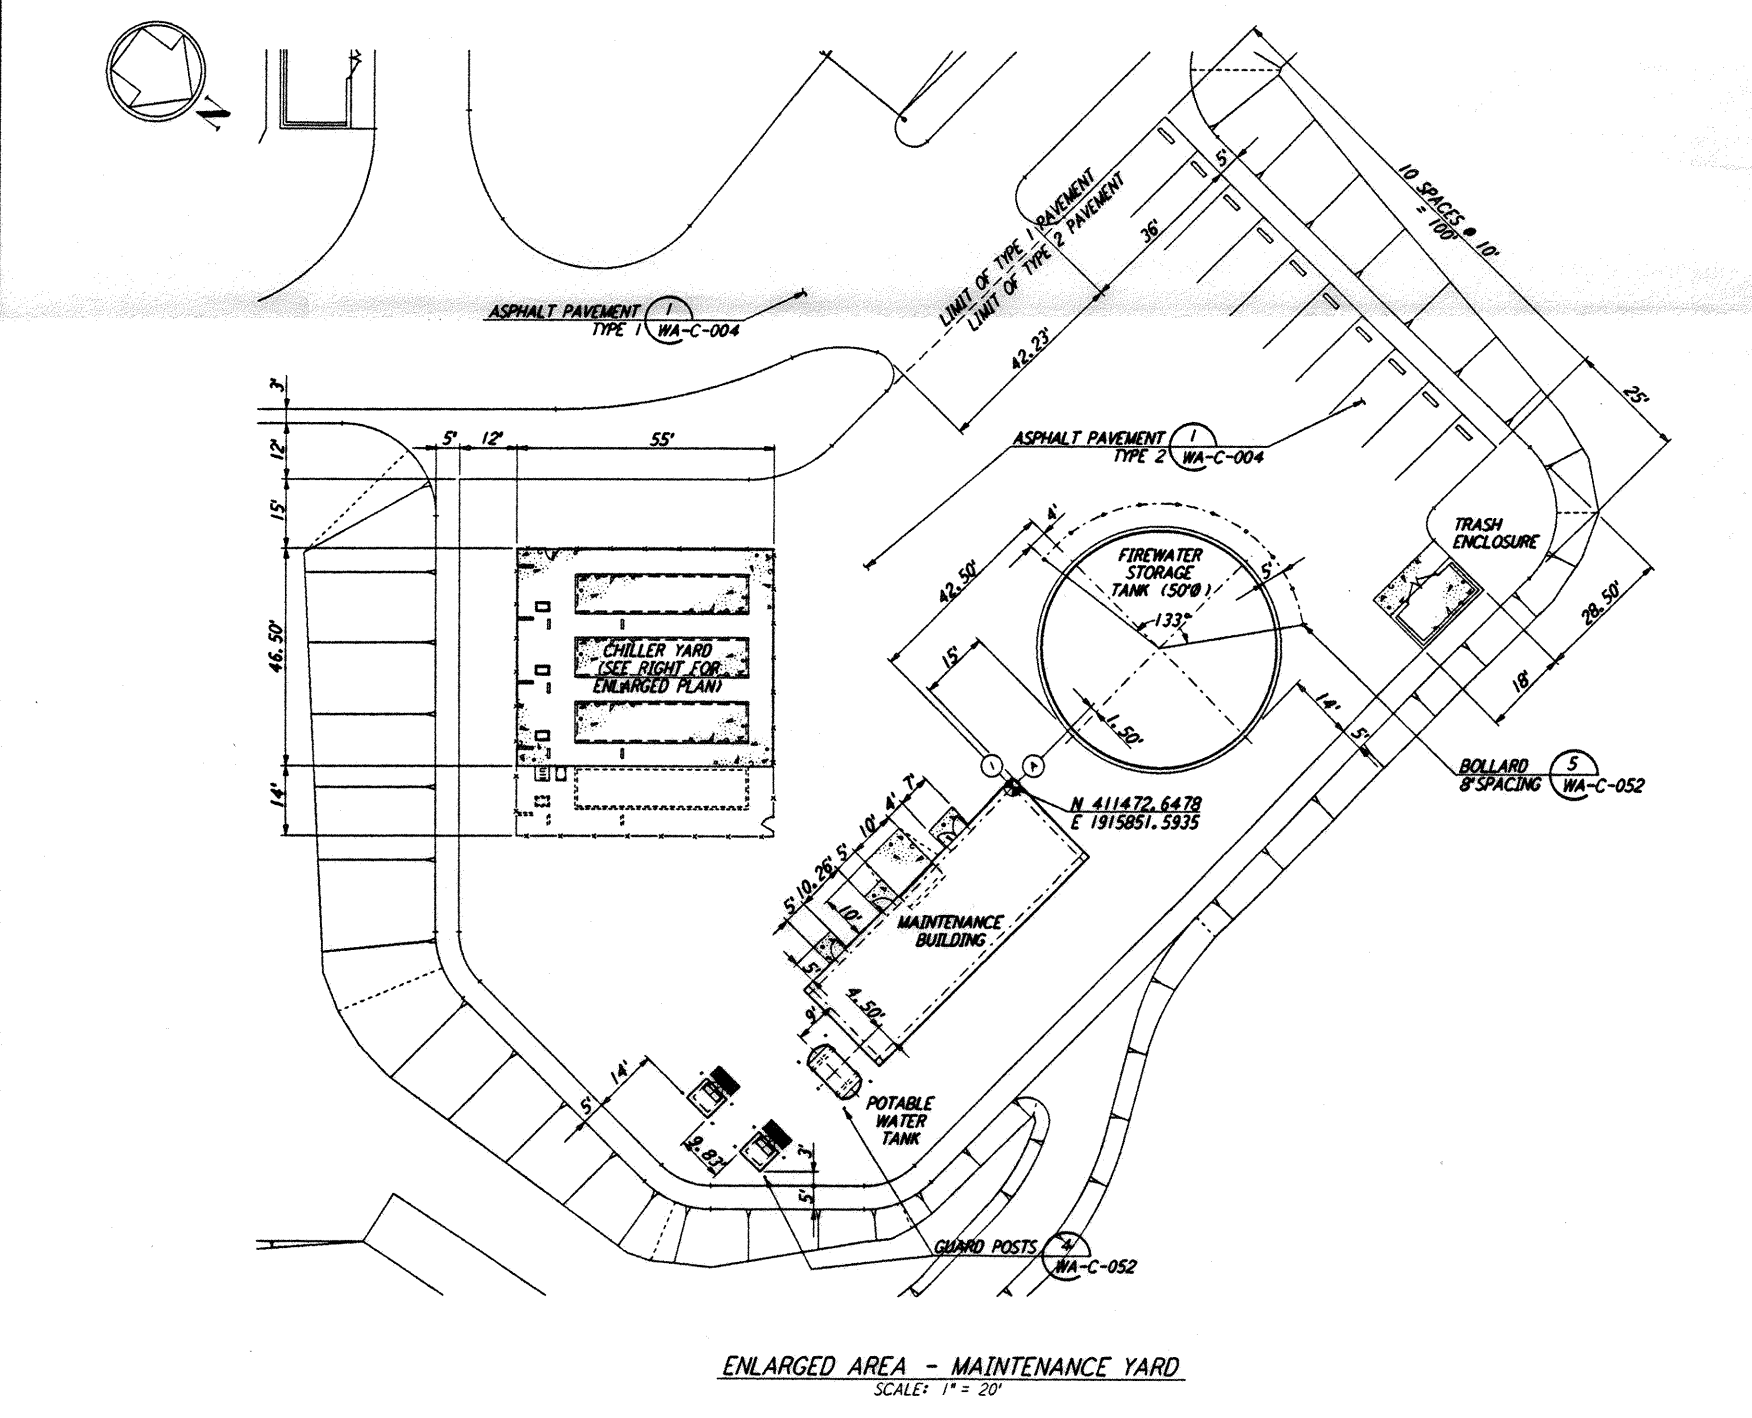 N
10 SPACES @ 10'
= 100'
5'
36'
LIMIT OF TYPE 1 PAVEMENT
LIMIT OF TYPE 2 PAVEMENT
42.23'
25'
ASPHALT PAVEMENT
TYPE 1
1
WA-C-004
3'
12'
5'
12'
55'
15'
46.50'
14'
ASPHALT PAVEMENT
TYPE 2
1
WA-C-004
CHILLER YARD
(SEE RIGHT FOR
ENLARGED PLAN)
4'
42.50'
15'
FIREWATER
STORAGE
TANK (50'Ø)
5'
133°
1.50'
TRASH
ENCLOSURE
28.50'
18'
14'
5'
BOLLARD
8' SPACING
5
WA-C-052
1
A
N 411472.6478
E 1915851.5935
7'
4'
10'
5'
10.26'
5'
10'
5'
MAINTENANCE
BUILDING
4.50'
9'
POTABLE
WATER
TANK
14'
5'
9.83'
3'
5'
GUARD POSTS
4
WA-C-052
ENLARGED AREA - MAINTENANCE YARD
SCALE: 1" = 20'